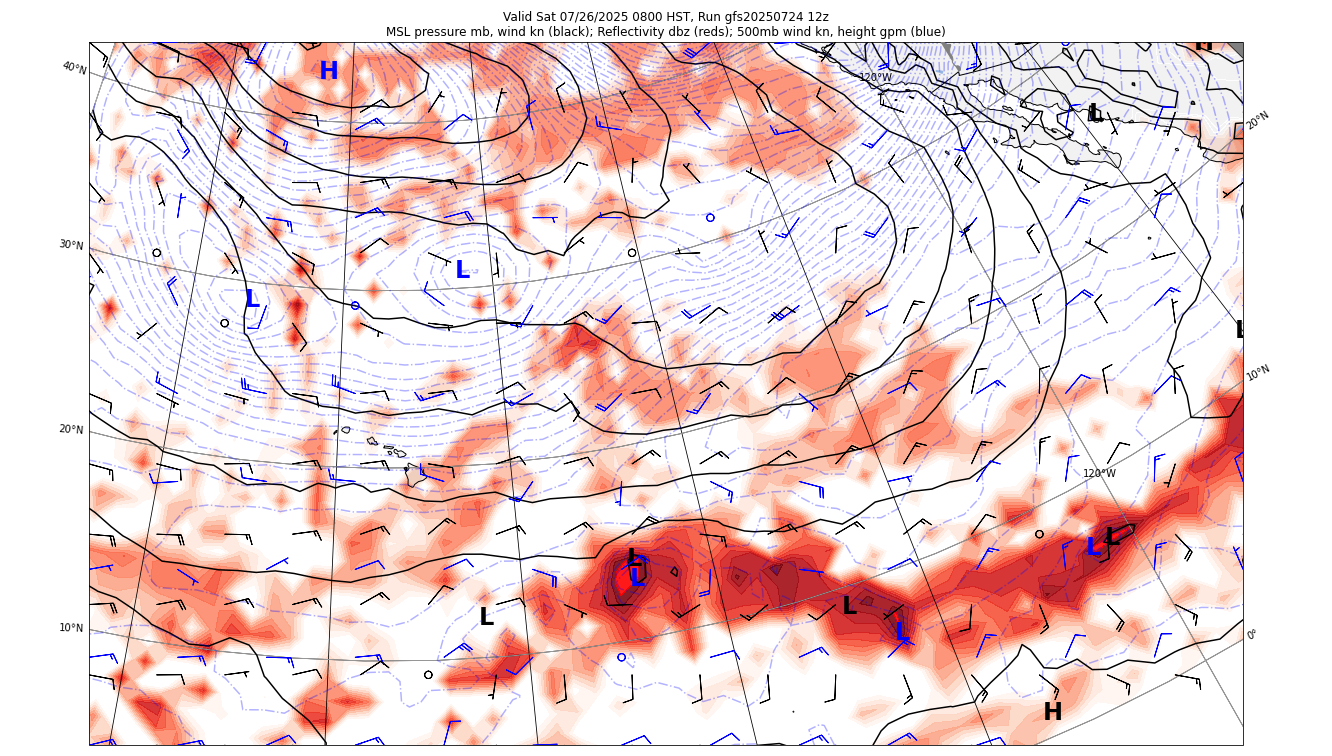 Valid Sat 07/26/2025 0800 HST, Run gfs20250724 12z
MSL pressure mb, wind kn (black); Reflectivity dbz (reds); 500mb wind kn, height gpm (blue)
H
40°N
H
120°W
L
20°N
30°N
L
L
L
10°N
20°N
120°W
L
L
L
L
L
L
L
10°N
L
0°
H